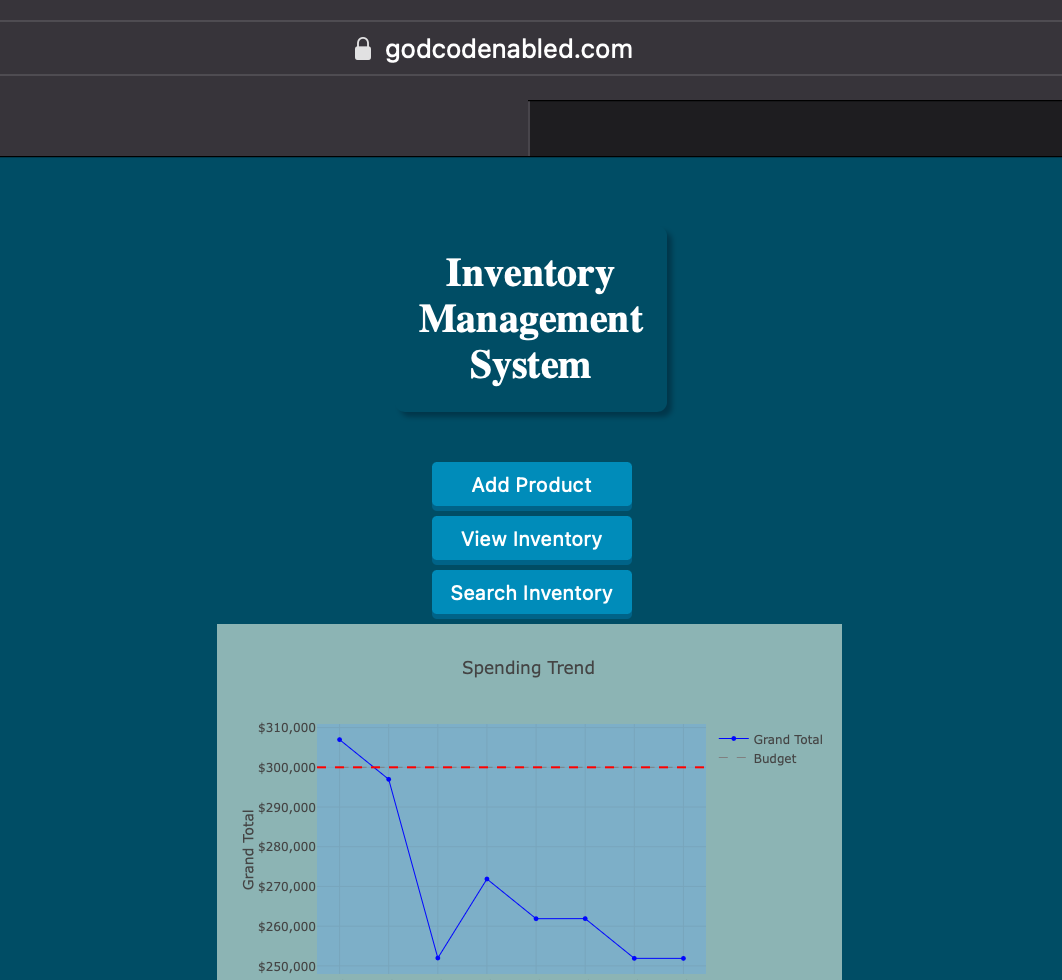 godcodenabled.com
Inventory
Management
System
Add Product
View Inventory
Search Inventory
Spending Trend
$310,000
$300,000
$290,000
$280,000
$270,000
$260,000
$250,000
Grand Total
Grand Total
Budget